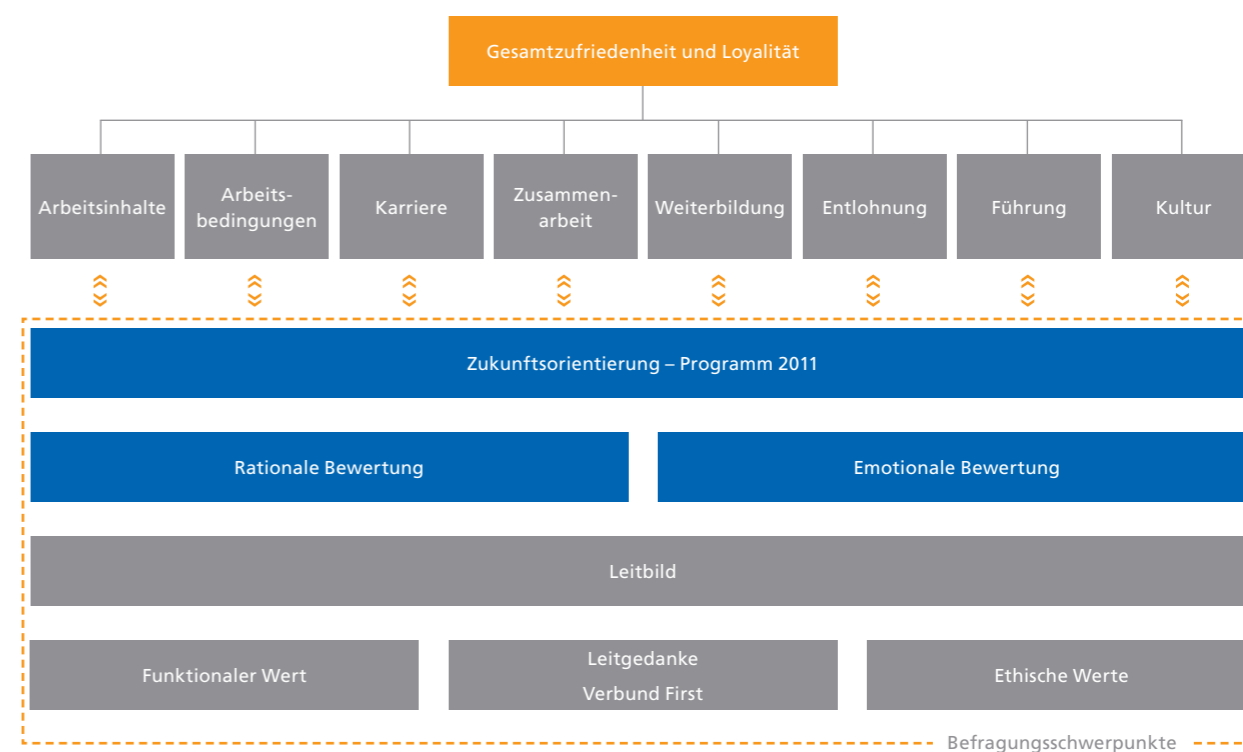 Gesamtzufriedenheit und Loyalität
Arbeitsinhalte
Arbeits-
bedingungen
Karriere
Zusammen-
arbeit
Weiterbildung
Entlohnung
Führung
Kultur
Zukunftsorientierung – Programm 2011
Rationale Bewertung
Emotionale Bewertung
Leitbild
Funktionaler Wert
Leitgedanke
Verbund First
Ethische Werte
Befragungsschwerpunkte